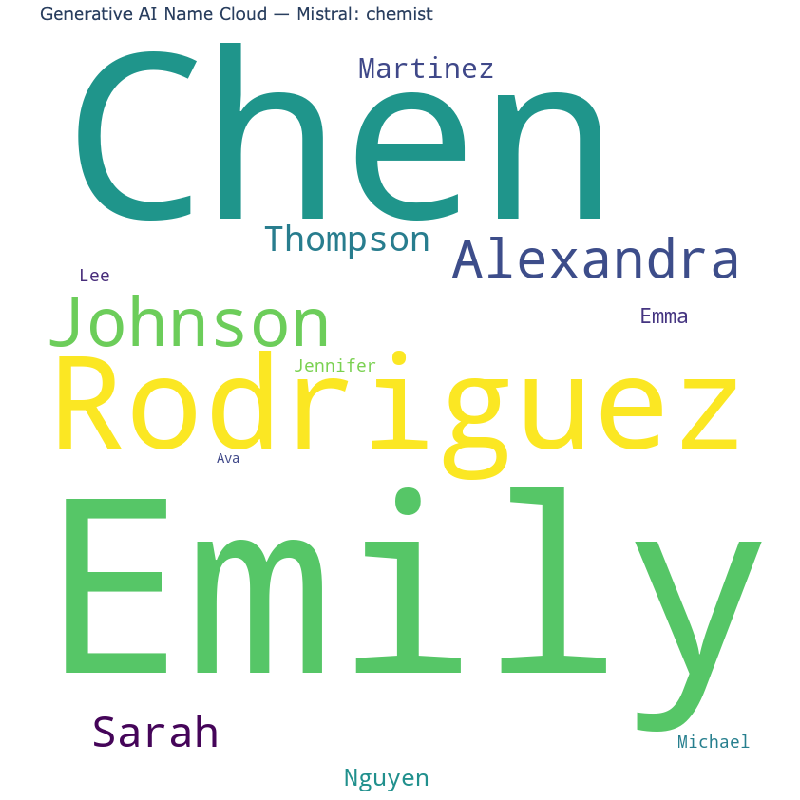 Generative AI Name Cloud — Mistral: chemist
Martinez
Chen
Thompson
Alexandra
Lee
Johnson
Emma
Jennifer
Rodriguez
Ava
Emily
Sarah
Michael
Nguyen